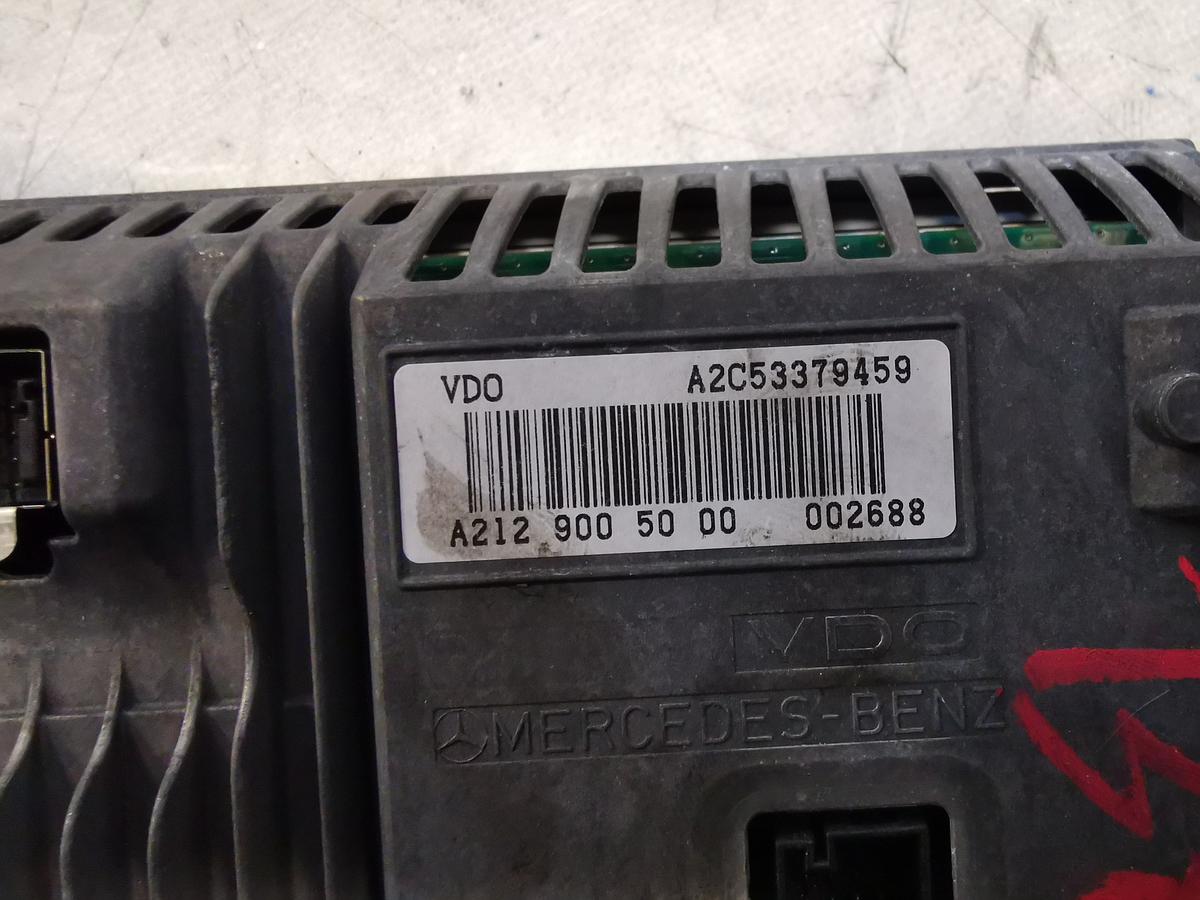 VDO A2C53379459
A212 900 50 00 002688
VDO
MERCEDES-BENZ